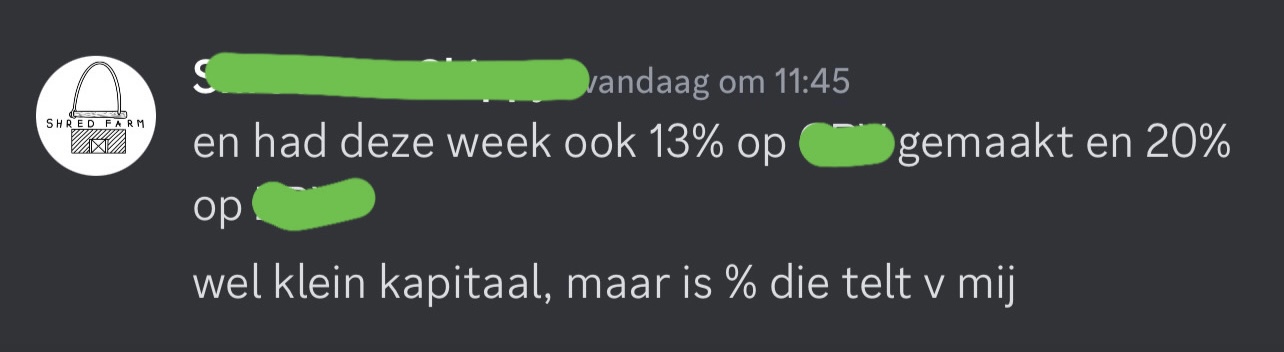 SHRED FARM
vandaag om 11:45
en had deze week ook 13% op gemaakt en 20%
op
wel klein kapitaal, maar is % die telt v mij